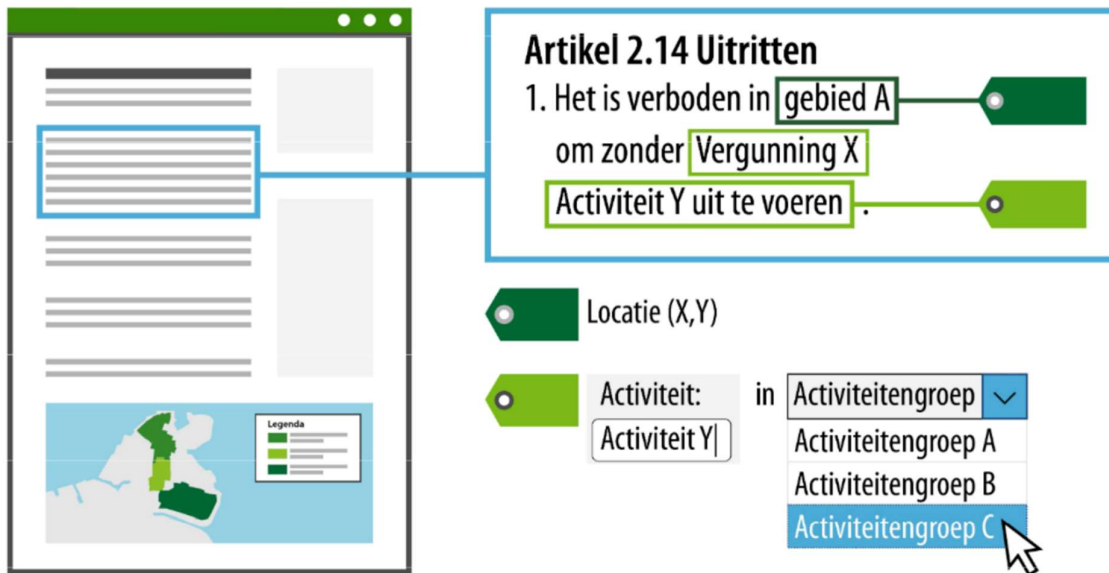 Artikel 2.14 Uitritten
1. Het is verboden in gebied A
om zonder Vergunning X
Activiteit Y uit te voeren .
Locatie (X,Y)
Activiteit:
Activiteit Y
in
Activiteitengroep
Activiteitengroep A
Activiteitengroep B
Activiteitengroep C
Legenda